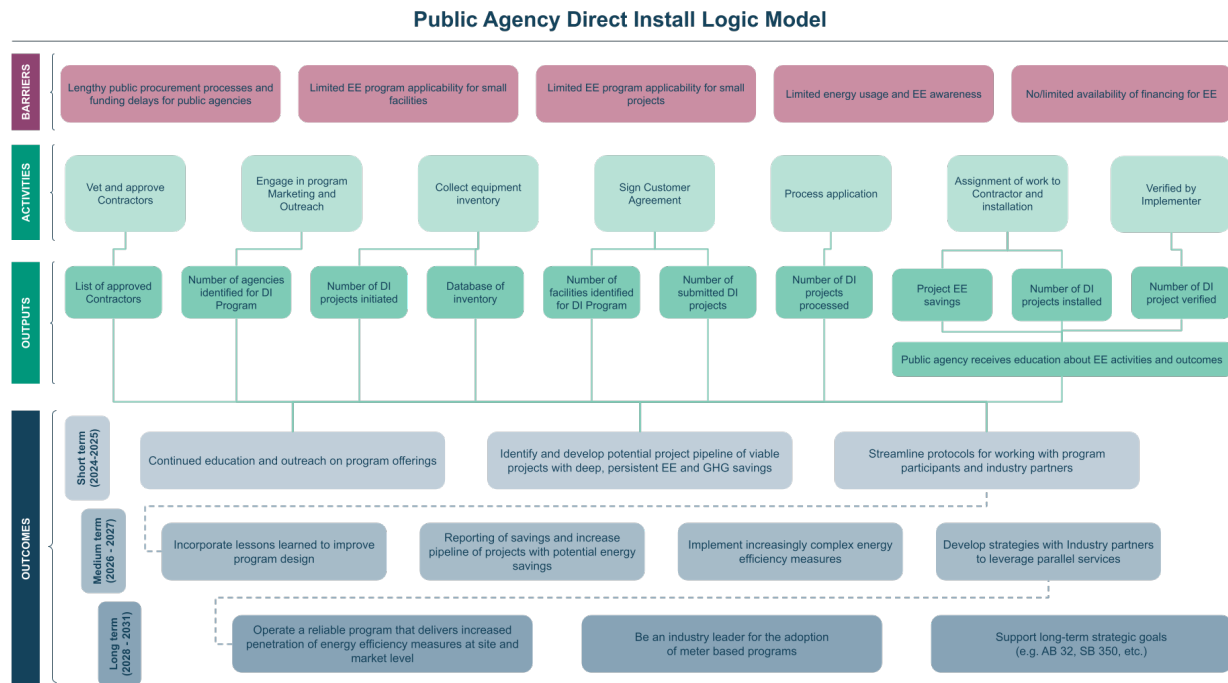 Public Agency Direct Install Logic Model
BARRIERS
Lengthy public procurement processes and
funding delays for public agencies
Limited EE program applicability for small
facilities
Limited EE program applicability for small
projects
Limited energy usage and EE awareness
No/limited availability of financing for EE
ACTIVITIES
Vet and approve
Contractors
Engage in program
Marketing and
Outreach
Collect equipment
inventory
Sign Customer
Agreement
Process application
Assignment of work to
Contractor and
installation
Verified by
Implementer
OUTPUTS
List of approved
Contractors
Number of agencies
identified for DI
Program
Number of DI
projects initiated
Database of
inventory
Number of
facilities identified
for DI Program
Number of
submitted DI
projects
Number of DI
projects
processed
Project EE
savings
Number of DI
projects installed
Number of DI
project verified
Public agency receives education about EE activities and outcomes
OUTCOMES
Short term
(2024-2025)
Continued education and outreach on program offerings
Identify and develop potential project pipeline of viable
projects with deep, persistent EE and GHG savings
Streamline protocols for working with program
participants and industry partners
Medium term
(2026 - 2027)
Incorporate lessons learned to improve
program design
Reporting of savings and increase
pipeline of projects with potential energy
savings
Implement increasingly complex energy
efficiency measures
Develop strategies with Industry partners
to leverage parallel services
Long term
(2028 - 2031)
Operate a reliable program that delivers increased
penetration of energy efficiency measures at site and
market level
Be an industry leader for the adoption
of meter based programs
Support long-term strategic goals
(e.g. AB 32, SB 350, etc.)